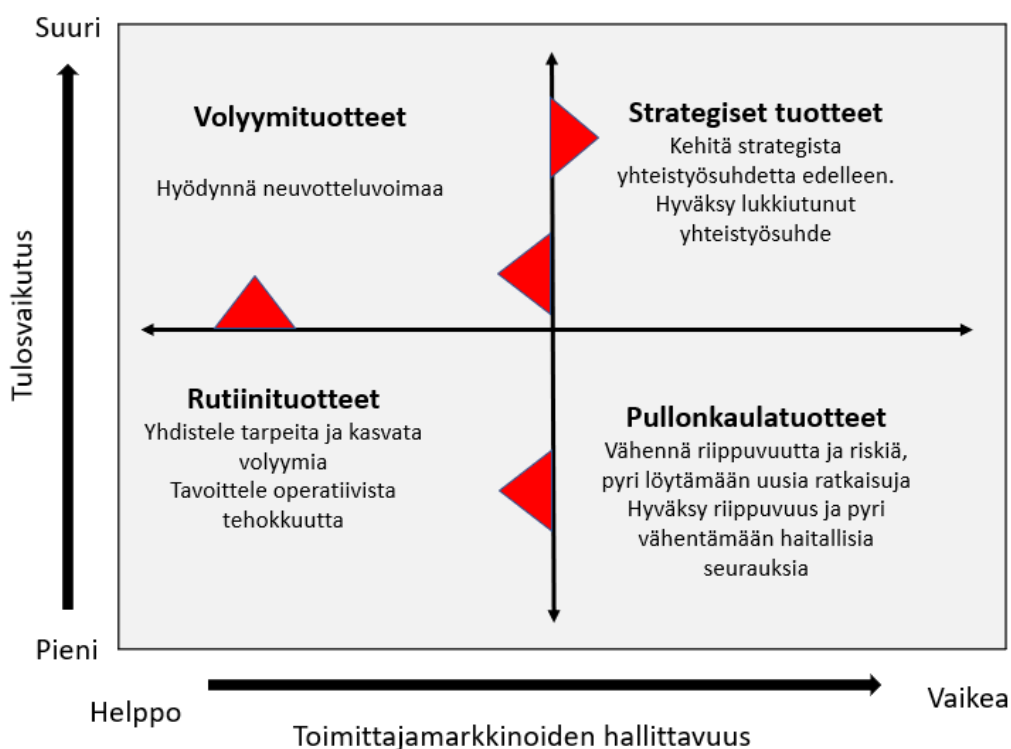 Suuri
Volyymituotteet
Hyödynnä neuvotteluvoimaa
Strategiset tuotteet
Kehitä strategista
yhteistyösuhdetta edelleen.
Hyväksy lukkiutunut
yhteistyösuhde
Tulosvaikutus
Rutiinituotteet
Yhdistele tarpeita ja kasvata
volyymia
Tavoittele operatiivista
tehokkuutta
Pullonkaulatuotteet
Vähennä riippuvuutta ja riskiä,
pyri löytämään uusia ratkaisuja
Hyväksy riippuvuus ja pyri
vähentämään haitallisia
seurauksia
Pieni
Helppo
Vaikea
Toimittajamarkkinoiden hallittavuus